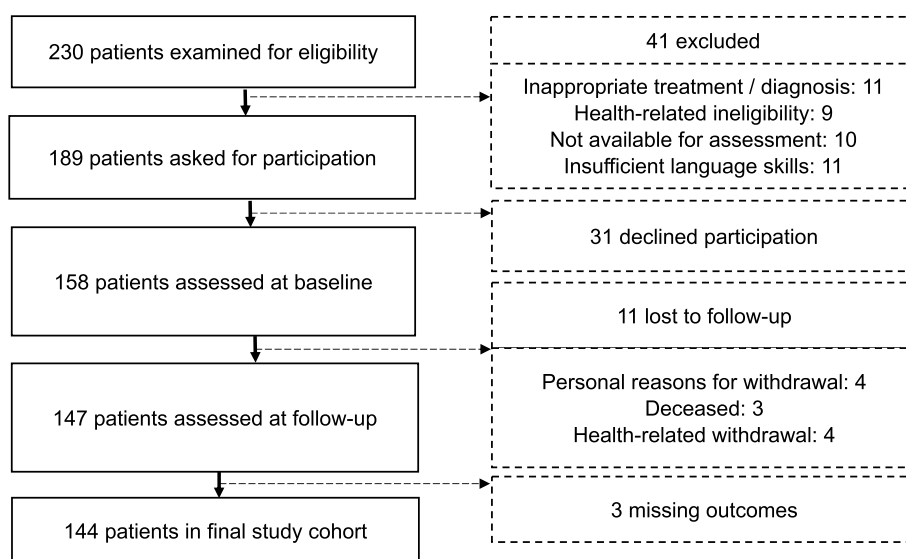 230 patients examined for eligibility
41 excluded
Inappropriate treatment / diagnosis: 11
Health-related ineligibility: 9
Not available for assessment: 10
Insufficient language skills: 11
189 patients asked for participation
31 declined participation
158 patients assessed at baseline
11 lost to follow-up
Personal reasons for withdrawal: 4
Deceased: 3
Health-related withdrawal: 4
147 patients assessed at follow-up
3 missing outcomes
144 patients in final study cohort